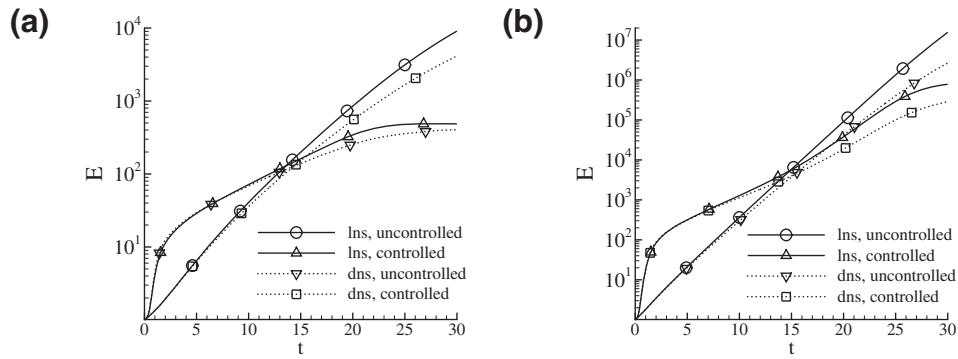 (a)
10^4
10^3
10^2
10^1
E
0 5 10 15 20 25 30
t
lns, uncontrolled
lns, controlled
dns, uncontrolled
dns, controlled
(b)
10^7
10^6
10^5
10^4
10^3
10^2
10^1
E
0 5 10 15 20 25 30
t
lns, uncontrolled
lns, controlled
dns, uncontrolled
dns, controlled